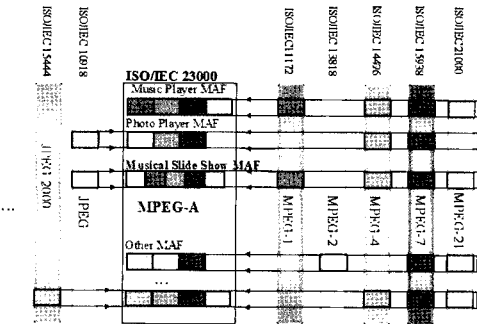 ISO/IEC 15444
ISO/IEC 10918
ISO/IEC 11172
ISO/IEC 13818
ISO/IEC 14496
ISO/IEC 15938
ISO/IEC 21000
ISO/IEC 23000
Music Player MAF
Photo Player MAF
Musical Slide Show MAF
MPEG-A
Other MAF
...
...
JPEG 2000
JPEG
MPEG-1
MPEG-2
MPEG-4
MPEG-7
MPEG-21